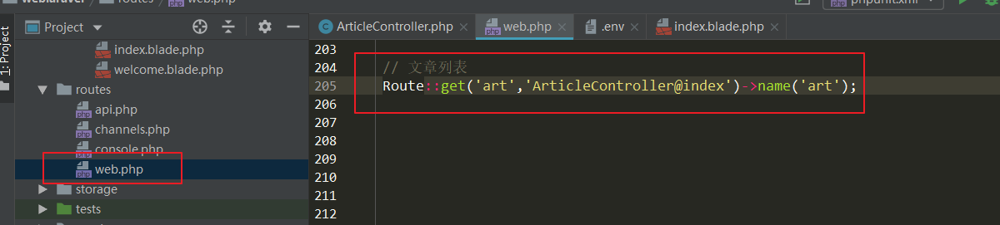 weblaravel
routes
web.php
phpunit.xml
1: Project
Project
index.blade.php
welcome.blade.php
routes
api.php
channels.php
console.php
web.php
storage
tests
ArticleController.php
web.php
.env
index.blade.php
203
204 // 文章列表
205 Route::get('art','ArticleController@index')->name('art');
206
207
208
209
210
211
212